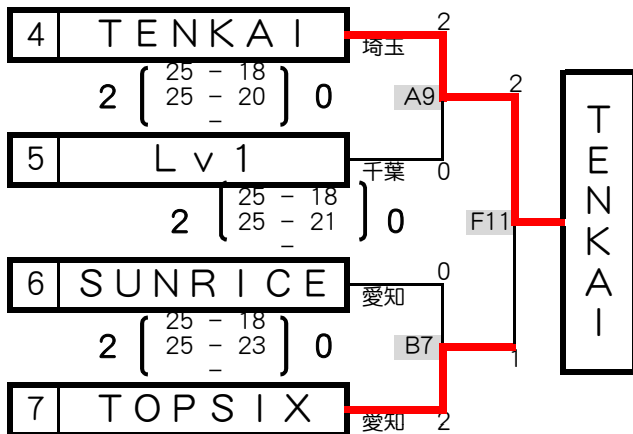 4 TENKAI 埼玉 2
2 ( 25 - 18 ) 0
25 - 20
-
A9 2
5 Lv1 千葉 0
2 ( 25 - 18 ) 0
25 - 21
-
F11
TENKAI
6 SUNRICE 愛知 0
2 ( 25 - 18 ) 0
25 - 23
-
B7 1
7 TOPSIX 愛知 2